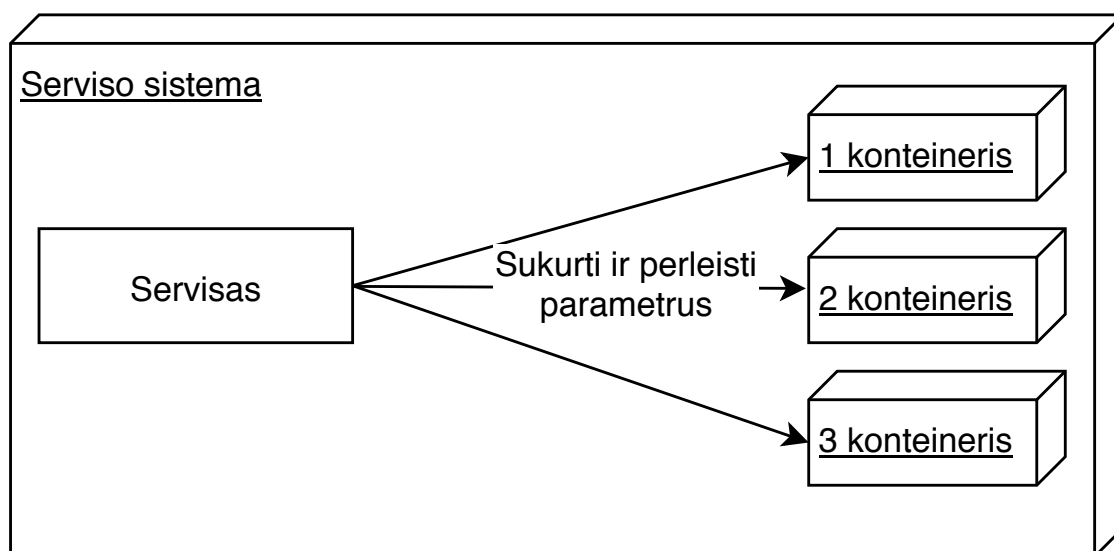 Serviso sistema
1 konteineris
Servisas
Sukurti ir perleisti
parametrus
2 konteineris
3 konteineris